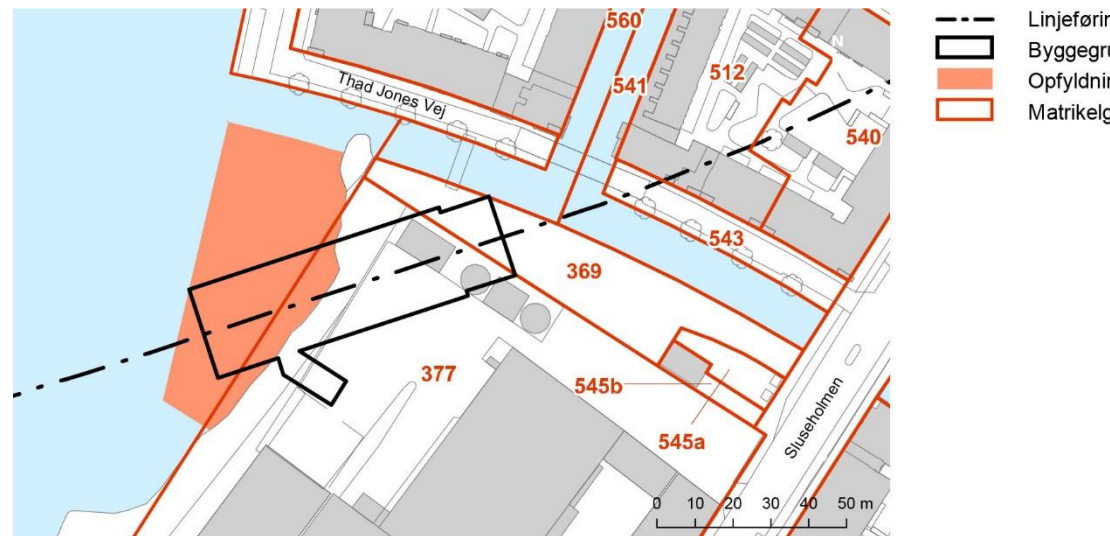 560
541
512
N
540
Thad Jones Vej
543
369
377
545b
545a
Sluseholmen
0 10 20 30 40 50 m
Linjeførin
Byggegru
Opfyldnin
Matrikelg